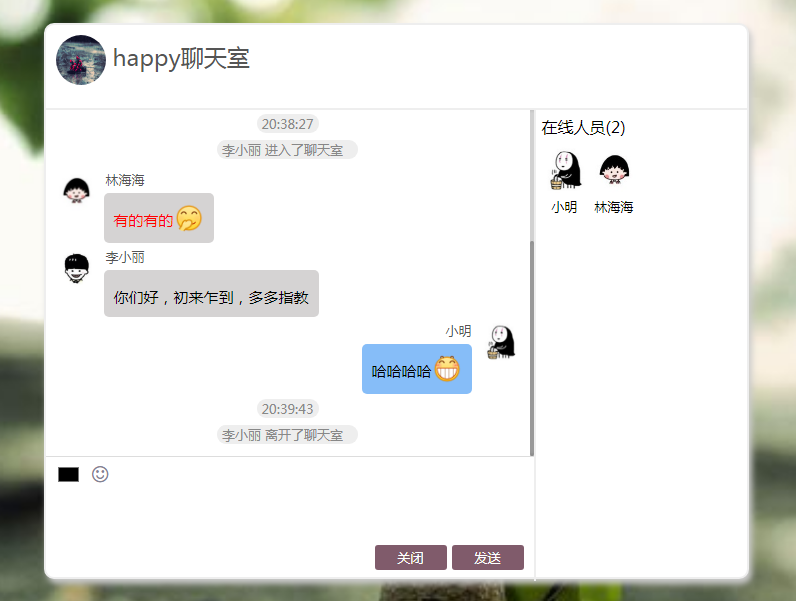 happy聊天室
20:38:27
李小丽 进入了聊天室
林海海
有的有的
李小丽
你们好，初来乍到，多多指教
小明
哈哈哈哈
20:39:43
李小丽 离开了聊天室
关闭 发送
在线人员(2)
小明 林海海